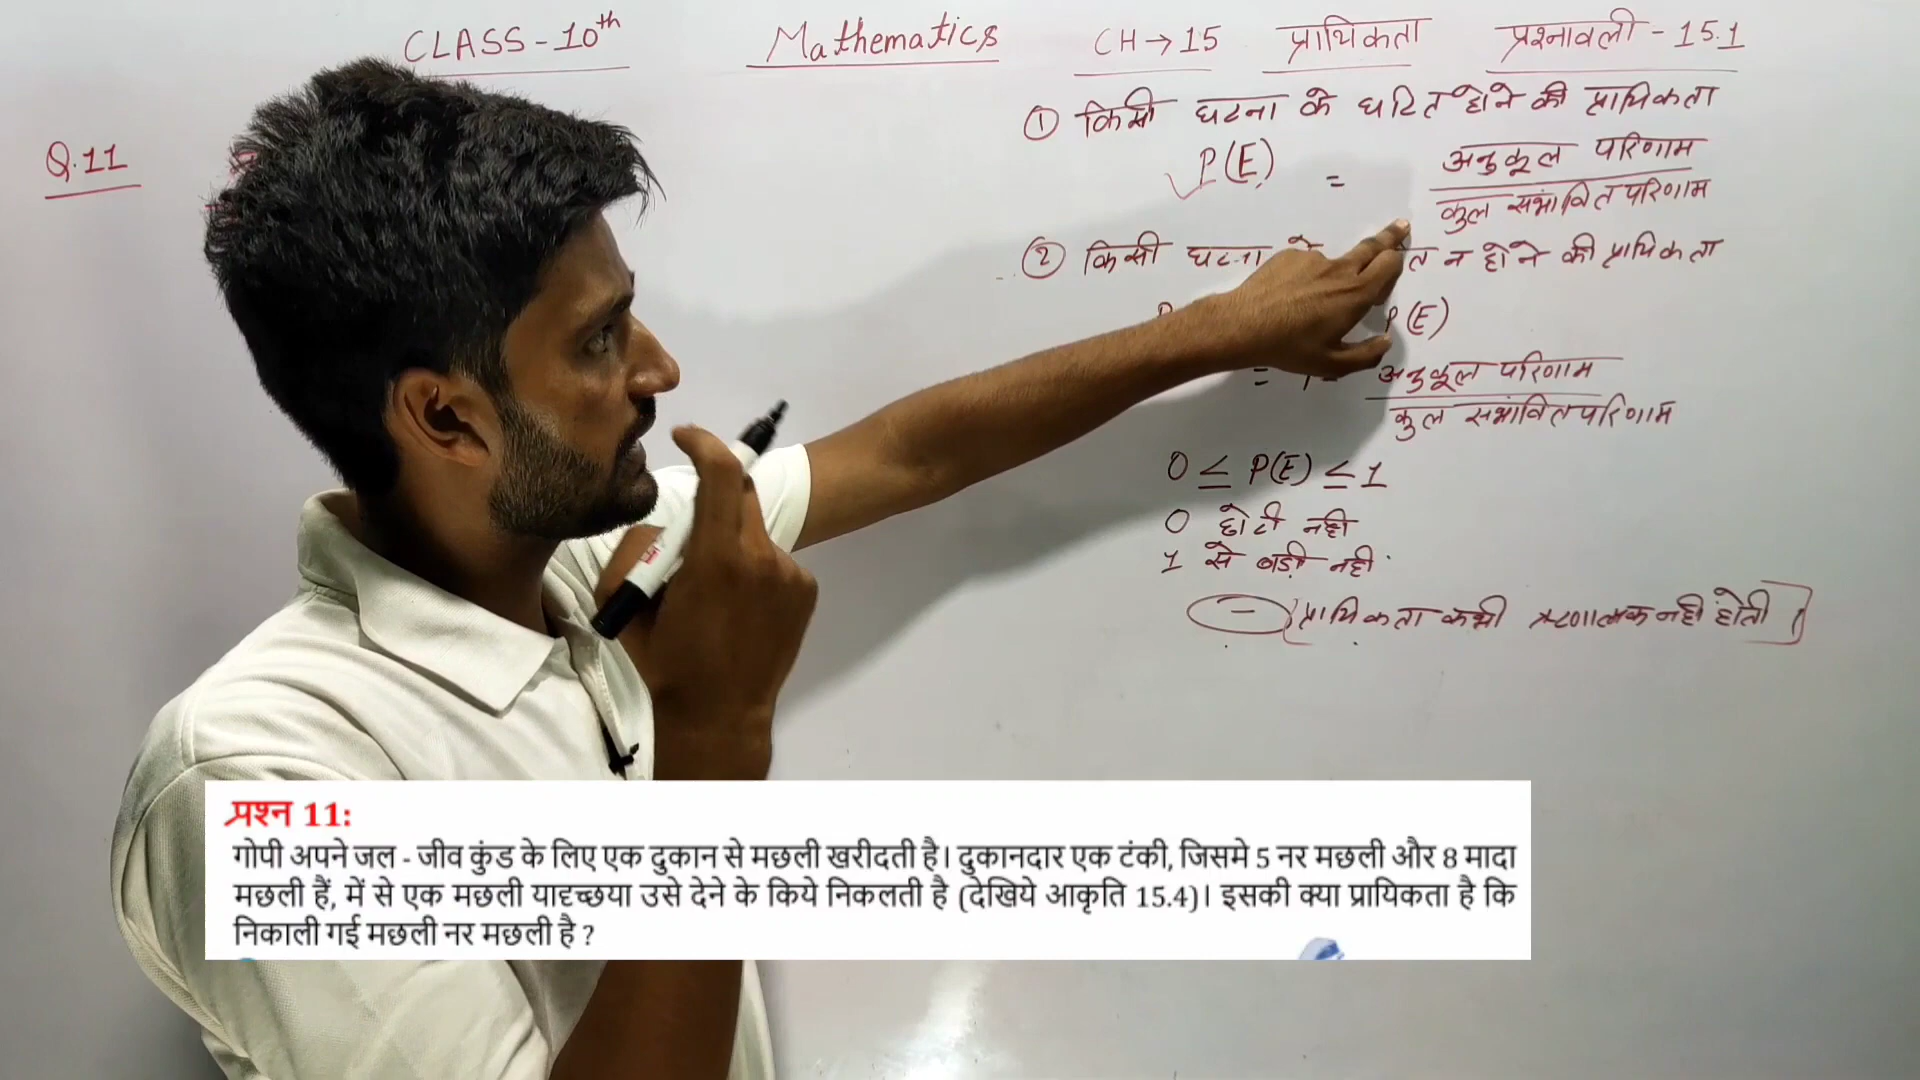 CLASS-10th Mathematics CH→15 प्रायिकता प्रश्नावली-15.1
Q.11
① किसी घटना के घटित होने की प्रायिकता
P(E) = अनुकूल परिणाम
कुल संभावित परिणाम
② किसी घटना के त न होने की प्रायिकता
P(E)
= 1 - अनुकूल परिणाम
कुल संभावित परिणाम
0 ≤ P(E) ≤ 1
0 छोटी नही
1 से बड़ी नही
- प्रायिकता कभी ऋणात्मक नही होती।
प्रश्न 11:
गोपी अपने जल - जीव कुंड के लिए एक दुकान से मछली खरीदती है। दुकानदार एक टंकी, जिसमे 5 नर मछली और 8 मादा
मछली हैं, में से एक मछली यादृच्छया उसे देने के किये निकलती है (देखिये आकृति 15.4)। इसकी क्या प्रायिकता है कि
निकाली गई मछली नर मछली है ?